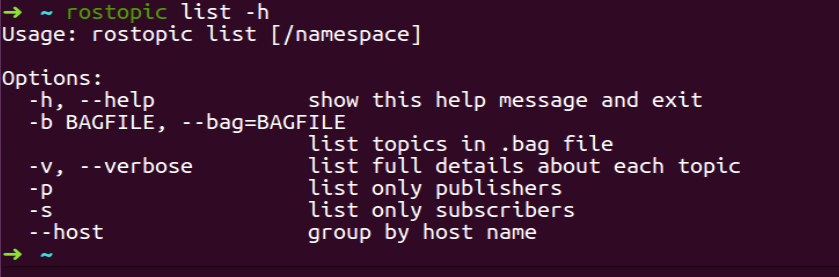 ➜ ~ rostopic list -h
Usage: rostopic list [/namespace]

Options:
  -h, --help            show this help message and exit
  -b BAGFILE, --bag=BAGFILE
                        list topics in .bag file
  -v, --verbose         list full details about each topic
  -p                    list only publishers
  -s                    list only subscribers
  --host                group by host name
➜ ~